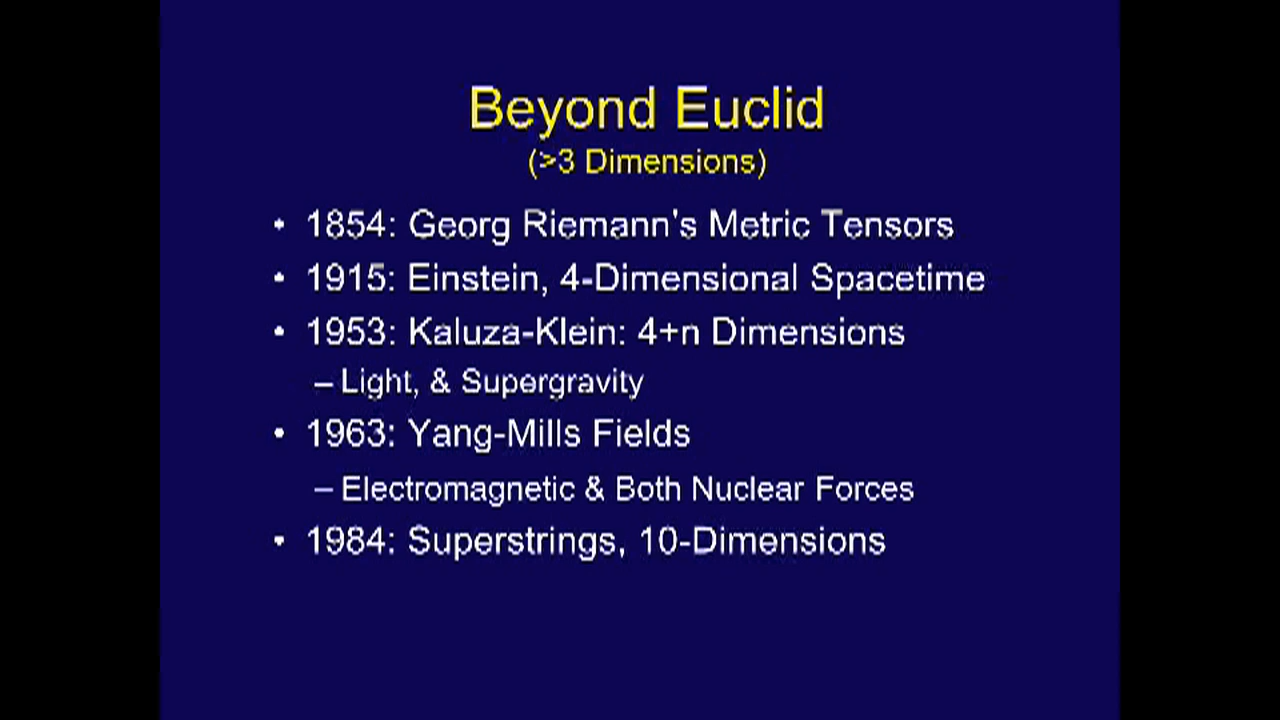 Beyond Euclid
(>3 Dimensions)
• 1854: Georg Riemann's Metric Tensors
• 1915: Einstein, 4-Dimensional Spacetime
• 1953: Kaluza-Klein: 4+n Dimensions
– Light, & Supergravity
• 1963: Yang-Mills Fields
– Electromagnetic & Both Nuclear Forces
• 1984: Superstrings, 10-Dimensions